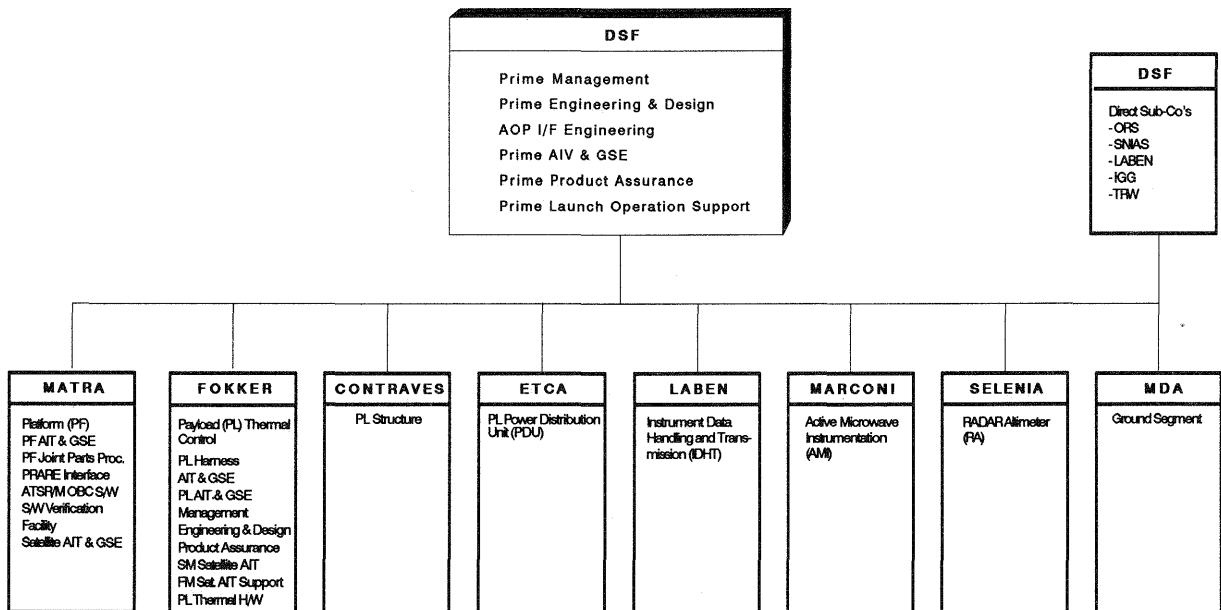 DSF
Prime Management
Prime Engineering & Design
AOP I/F Engineering
Prime AIV & GSE
Prime Product Assurance
Prime Launch Operation Support
DSF
Direct Sub-Co's
-ORS
-SNIAS
-LABEN
-IGG
-TRW
MATRA
Platform (PF)
PF AIT & GSE
PF Joint Parts Proc.
PRARE Interface
ATSR/M OBC S/W
S/W Verification
Facility
Satellite AIT & GSE
FOKKER
Payload (PL) Thermal
Control
PL Harness
AIT & GSE
PL AIT & GSE
Management
Engineering & Design
Product Assurance
SM Satellite AIT
FM Sat. AIT Support
PL Thermal H/W
CONTRAVES
PL Structure
ETCA
PL Power Distribution
Unit (PDU)
LABEN
Instrument Data
Handling and Trans-
mission (IDHT)
MARCONI
Active Microwave
Instrumentation
(AMI)
SELENIA
RADAR Altimeter
(RA)
MDA
Ground Segment